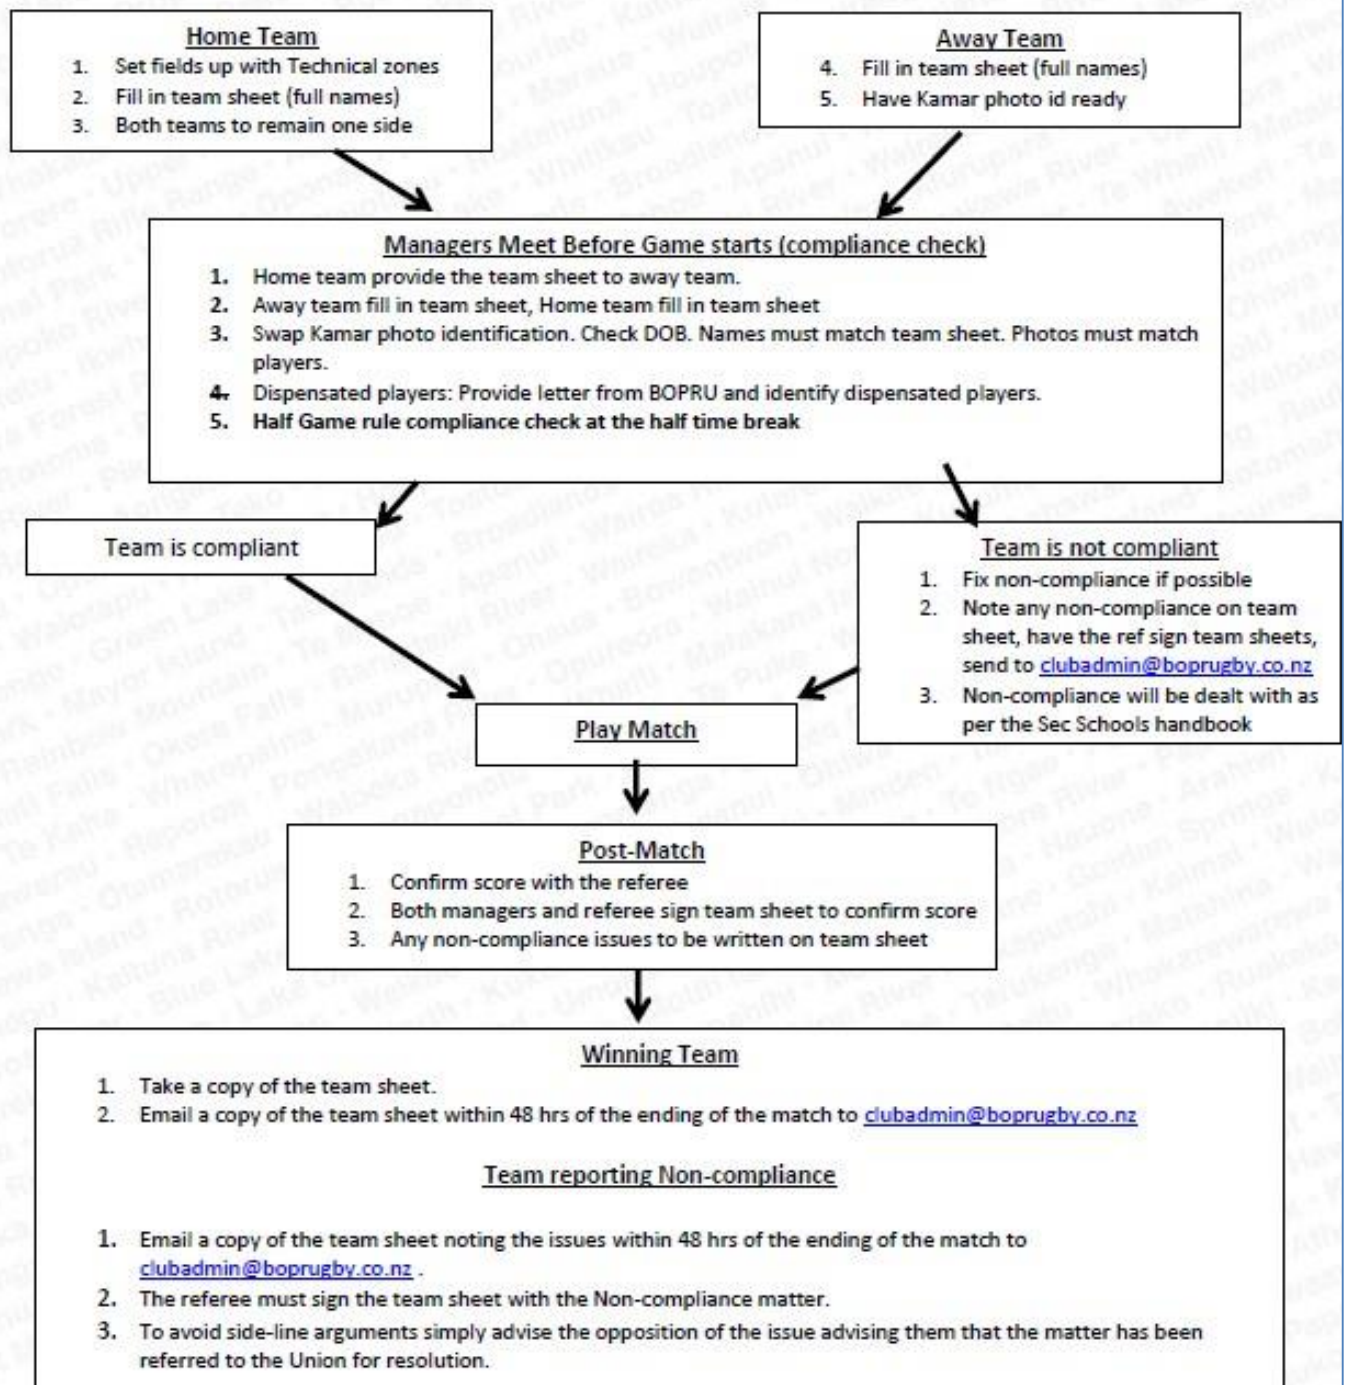 Home Team
1. Set fields up with Technical zones
2. Fill in team sheet (full names)
3. Both teams to remain one side
Away Team
4. Fill in team sheet (full names)
5. Have Kamar photo id ready
Managers Meet Before Game starts (compliance check)
1. Home team provide the team sheet to away team.
2. Away team fill in team sheet, Home team fill in team sheet
3. Swap Kamar photo identification. Check DOB. Names must match team sheet. Photos must match
players.
4. Dispensated players: Provide letter from BOPRU and identify dispensated players.
5. Half Game rule compliance check at the half time break
Team is compliant
Team is not compliant
1. Fix non-compliance if possible
2. Note any non-compliance on team
sheet, have the ref sign team sheets,
send to clubadmin@boprugby.co.nz
3. Non-compliance will be dealt with as
per the Sec Schools handbook
Play Match
Post-Match
1. Confirm score with the referee
2. Both managers and referee sign team sheet to confirm score
3. Any non-compliance issues to be written on team sheet
Winning Team
1. Take a copy of the team sheet.
2. Email a copy of the team sheet within 48 hrs of the ending of the match to clubadmin@boprugby.co.nz
Team reporting Non-compliance
1. Email a copy of the team sheet noting the issues within 48 hrs of the ending of the match to
clubadmin@boprugby.co.nz .
2. The referee must sign the team sheet with the Non-compliance matter.
3. To avoid side-line arguments simply advise the opposition of the issue advising them that the matter has been
referred to the Union for resolution.